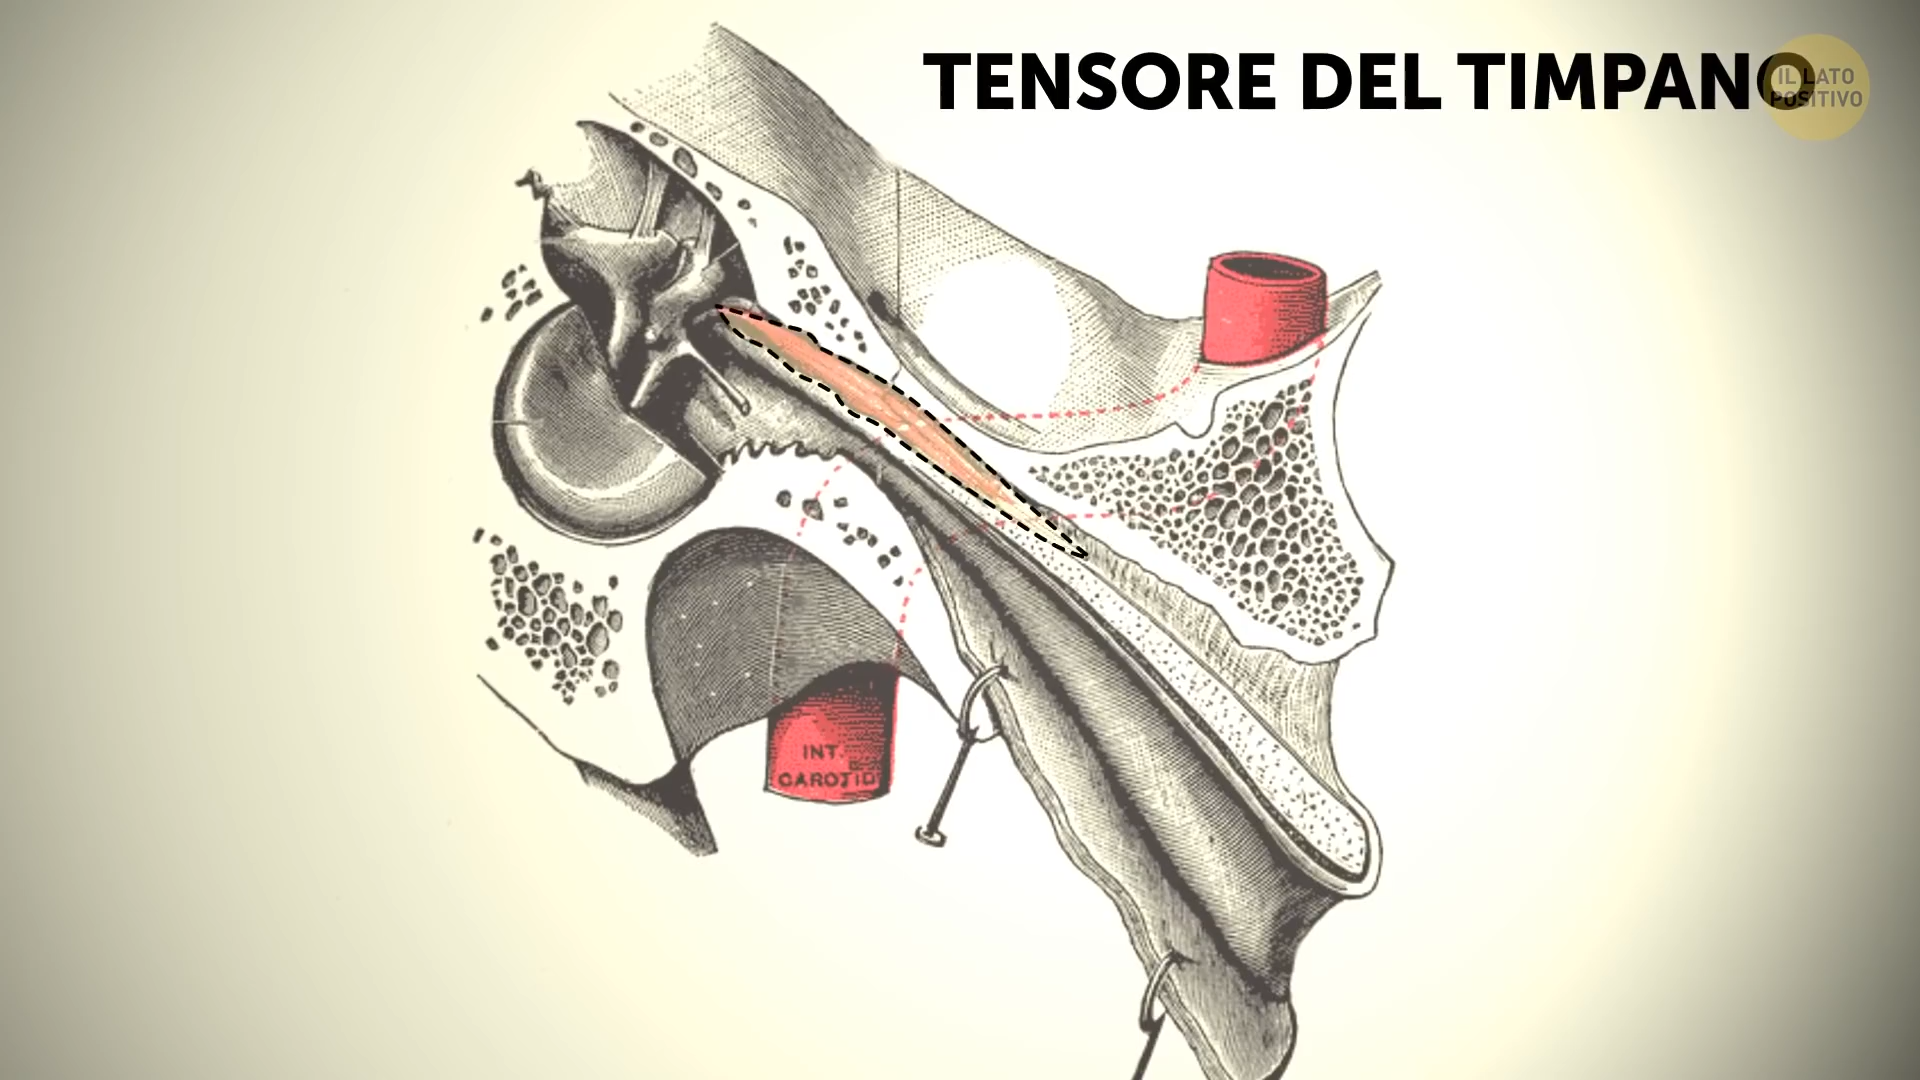 TENSORE DEL TIMPANO
IL LATO
POSITIVO
INT.
CAROTID